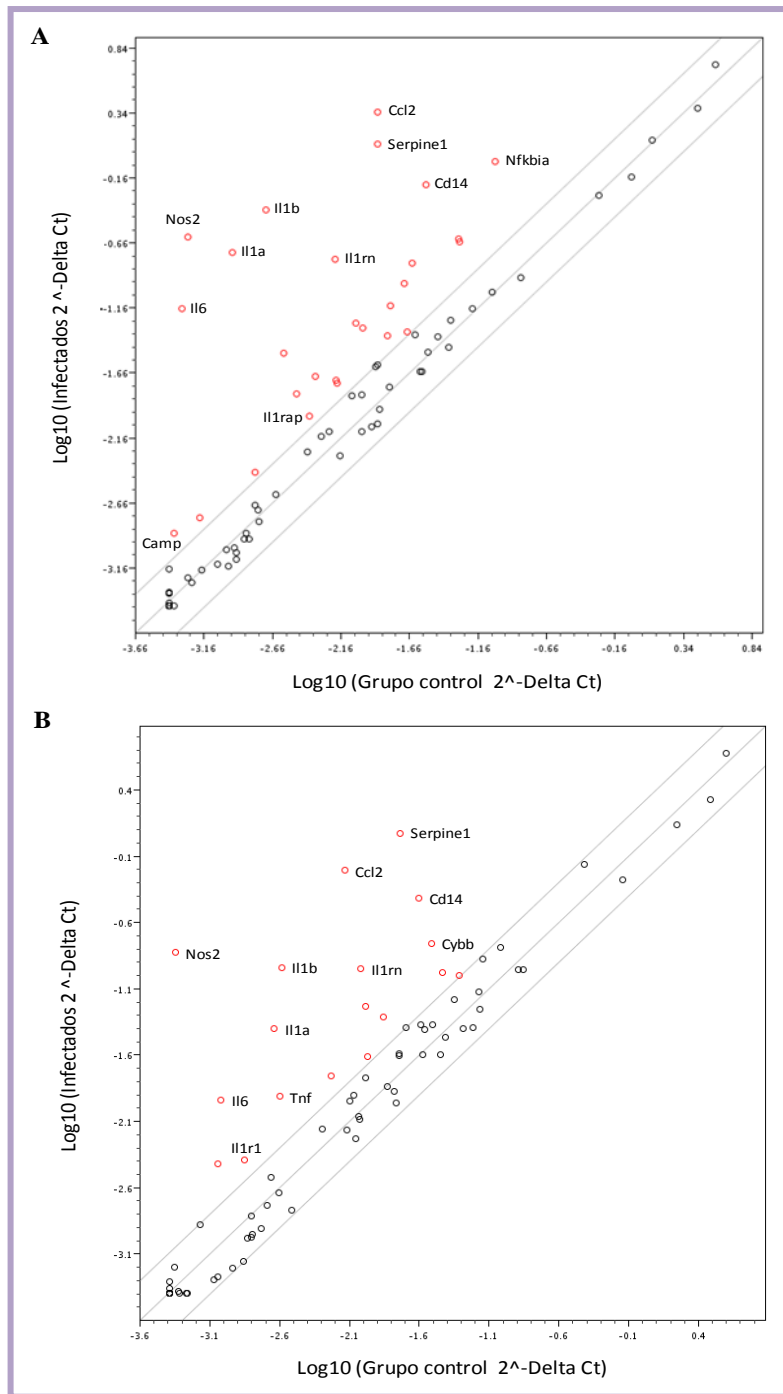 A
0.84
0.34
-0.16
-0.66
-1.16
-1.66
-2.16
-2.66
-3.16
Log10 (Infectados 2 ^-Delta Ct)
Ccl2
Serpine1
Nfkbia
Cd14
Il1b
Nos2
Il1a
Il1rn
Il6
Il1rap
Camp
-3.66 -3.16 -2.66 -2.16 -1.66 -1.16 -0.66 -0.16 0.34 0.84
Log10 (Grupo control 2^-Delta Ct)
B
0.4
-0.1
-0.6
-1.1
-1.6
-2.1
-2.6
-3.1
Log10 (Infectados 2 ^-Delta Ct)
Serpine1
Ccl2
Cd14
Cybb
Nos2
Il1b
Il1rn
Il1a
Il6
Tnf
Il1r1
-3.6 -3.1 -2.6 -2.1 -1.6 -1.1 -0.6 -0.1 0.4
Log10 (Grupo control 2^-Delta Ct)